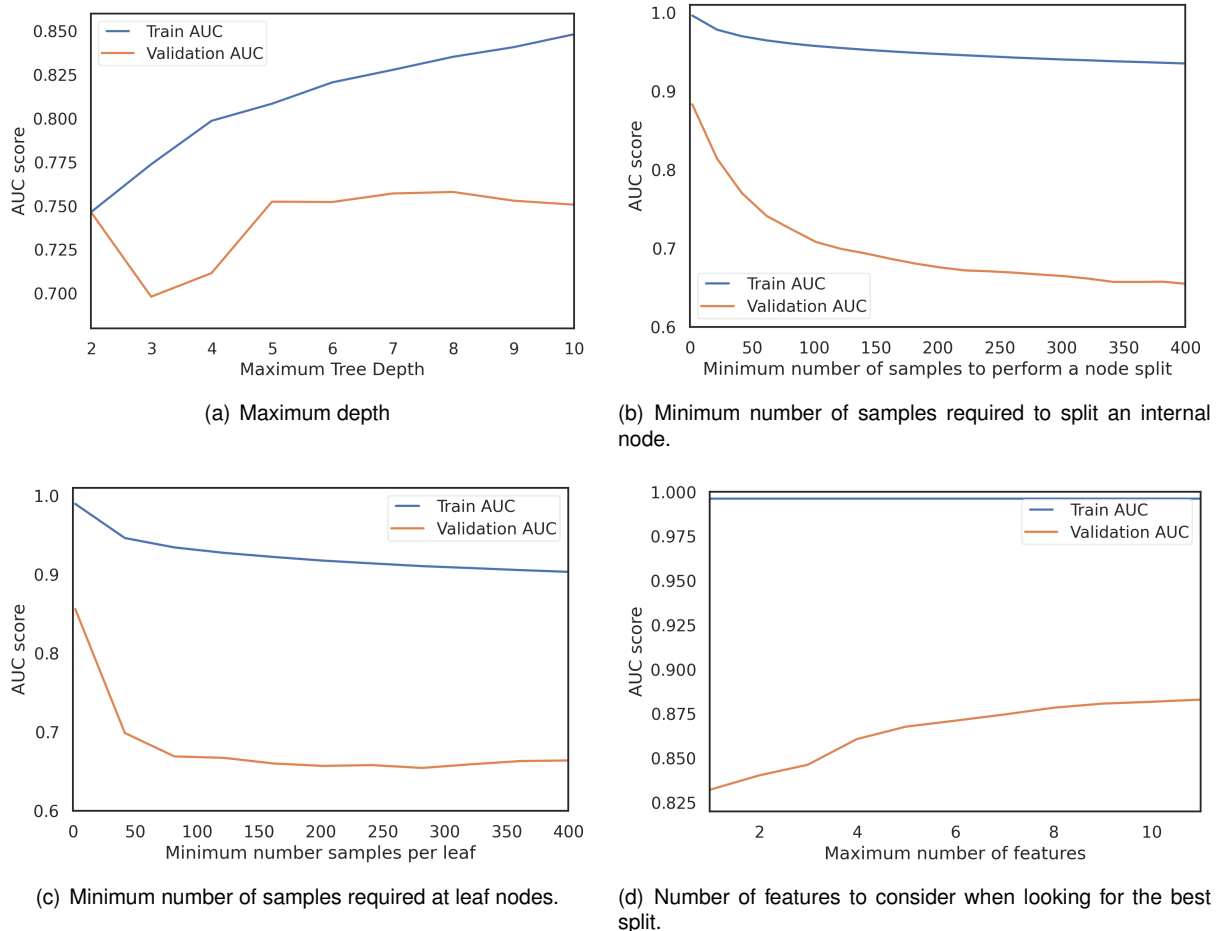 0.850
0.825
0.800
0.775
0.750
0.725
0.700
AUC score
Train AUC
Validation AUC
2 3 4 5 6 7 8 9 10
Maximum Tree Depth
(a) Maximum depth
1.0
0.9
0.8
0.7
0.6
AUC score
Train AUC
Validation AUC
0 50 100 150 200 250 300 350 400
Minimum number of samples to perform a node split
(b) Minimum number of samples required to split an internal
node.
1.0
0.9
0.8
0.7
0.6
AUC score
Train AUC
Validation AUC
0 50 100 150 200 250 300 350 400
Minimum number samples per leaf
(c) Minimum number of samples required at leaf nodes.
1.000
0.975
0.950
0.925
0.900
0.875
0.850
0.825
AUC score
Train AUC
Validation AUC
2 4 6 8 10
Maximum number of features
(d) Number of features to consider when looking for the best
split.